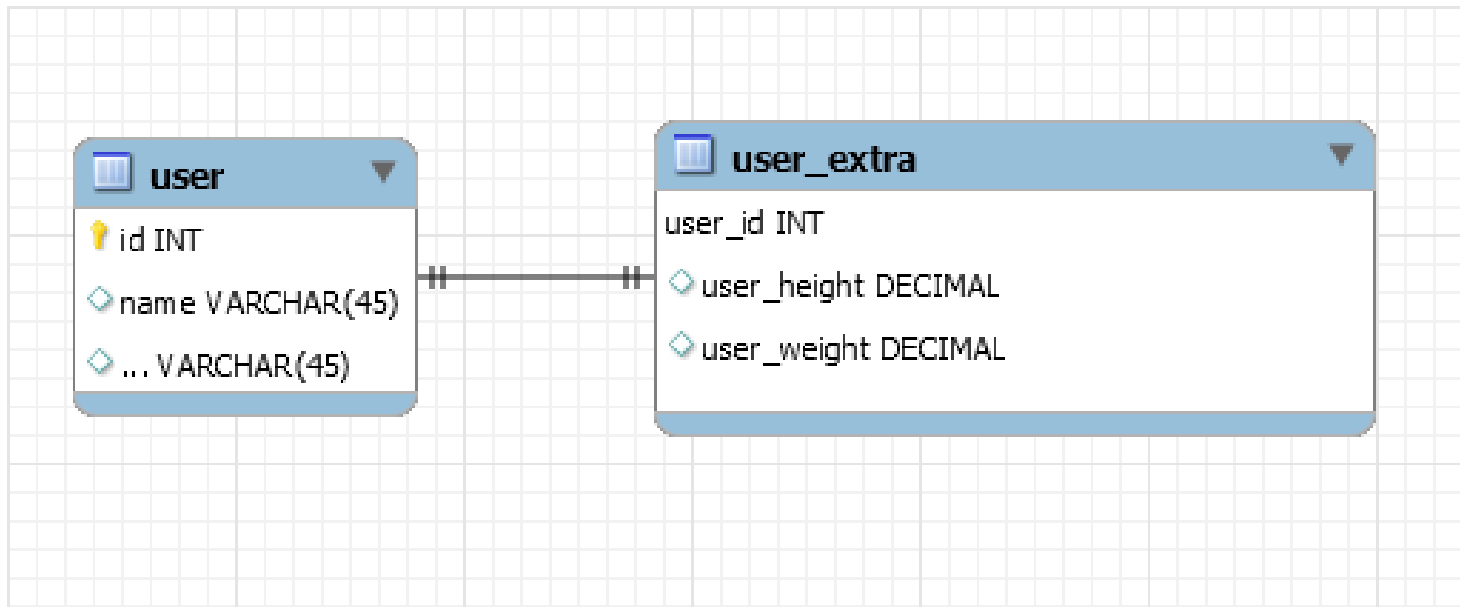 user
id INT
name VARCHAR(45)
... VARCHAR(45)
user_extra
user_id INT
user_height DECIMAL
user_weight DECIMAL